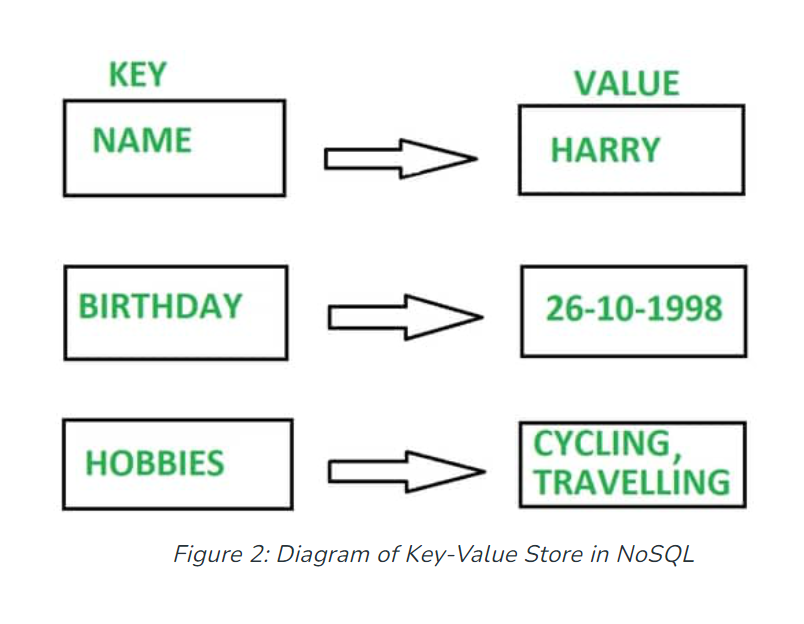 KEY
VALUE
NAME
HARRY
BIRTHDAY
26-10-1998
HOBBIES
CYCLING,
TRAVELLING
Figure 2: Diagram of Key-Value Store in NoSQL